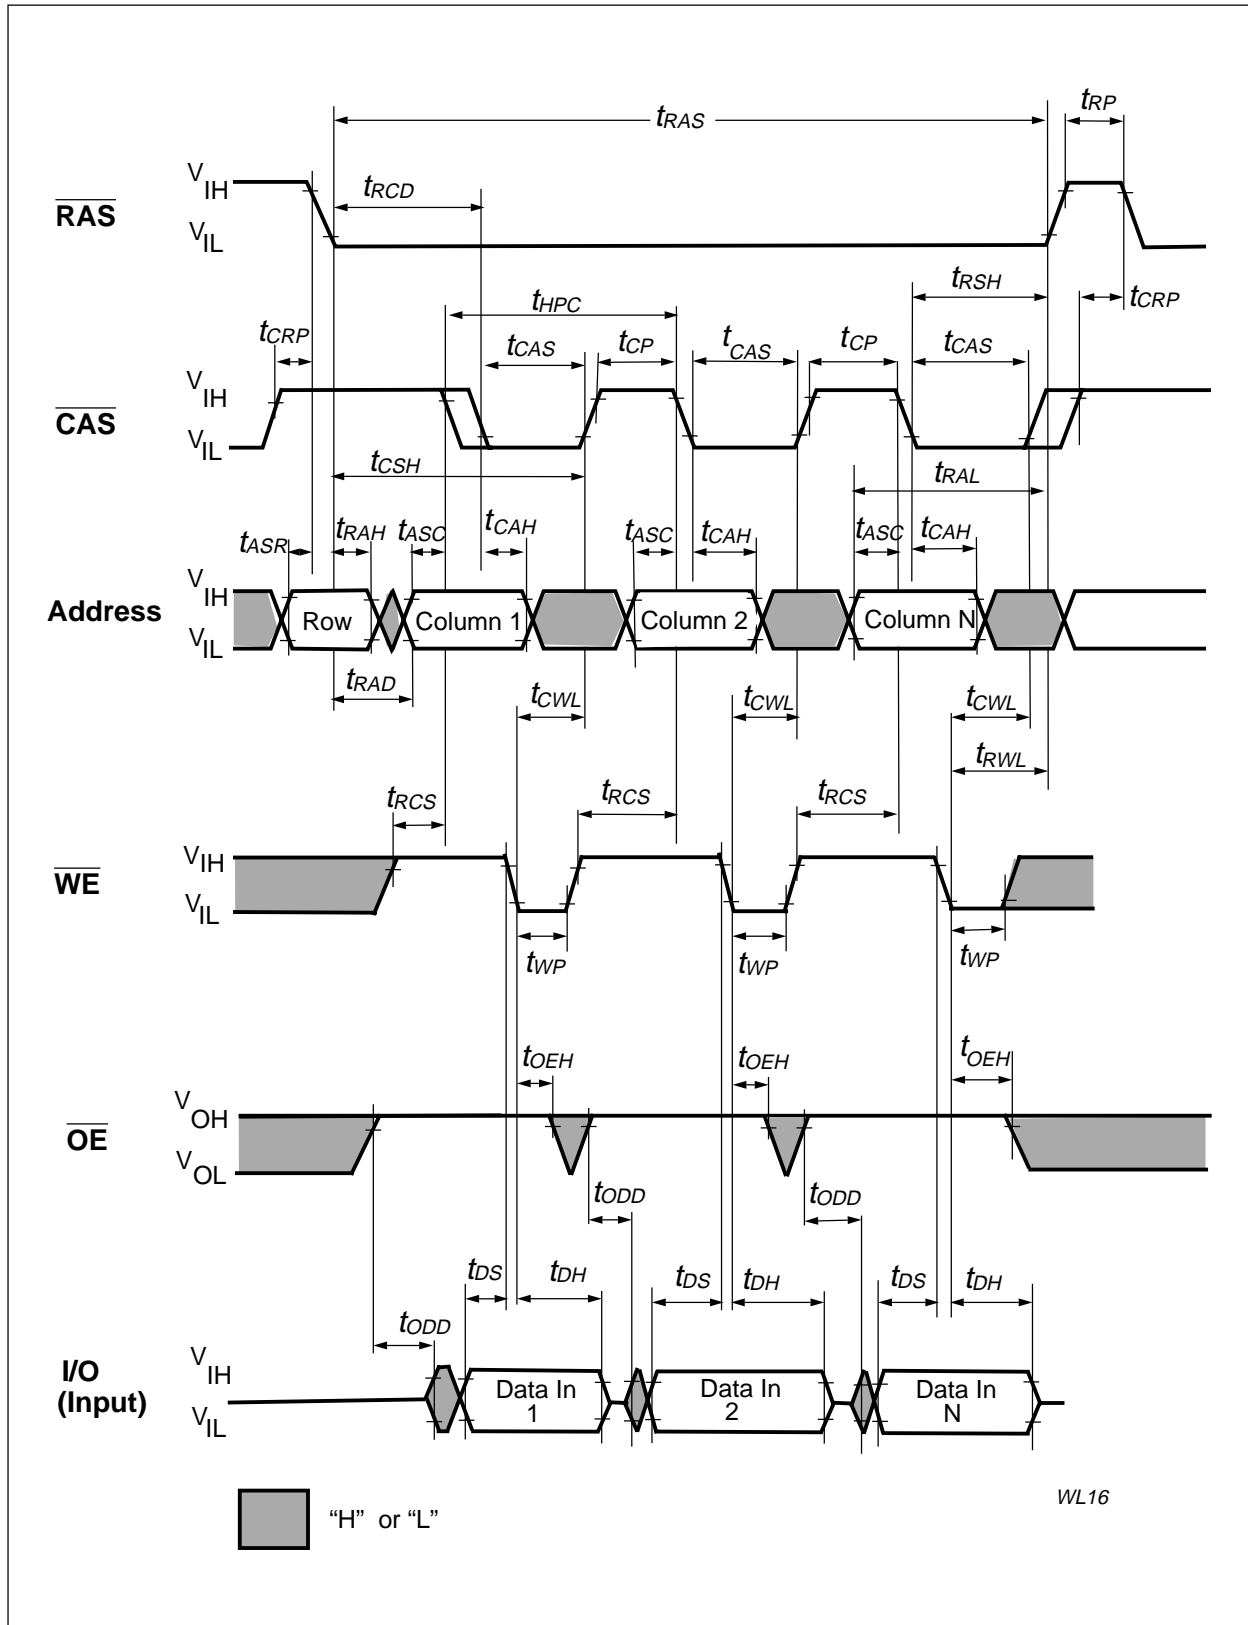 tRAS
tRP
RAS
VIH
VIL
tRCD
tRSH
tCRP
tHPC
tCRP
tCAS
tCP
tCAS
tCP
tCAS
CAS
VIH
VIL
tCSH
tRAL
tASR
tRAH
tASC
tCAH
tASC
tCAH
tASC
tCAH
Address
VIH
VIL
Row
Column 1
Column 2
Column N
tRAD
tCWL
tCWL
tCWL
tRWL
tRCS
tRCS
tRCS
WE
VIH
VIL
tWP
tWP
tWP
tOEH
tOEH
tOEH
OE
VOH
VOL
tODD
tODD
tDS
tDH
tDS
tDH
tDS
tDH
tODD
I/O
(Input)
VIH
VIL
Data In
1
Data In
2
Data In
N
"H" or "L"
WL16